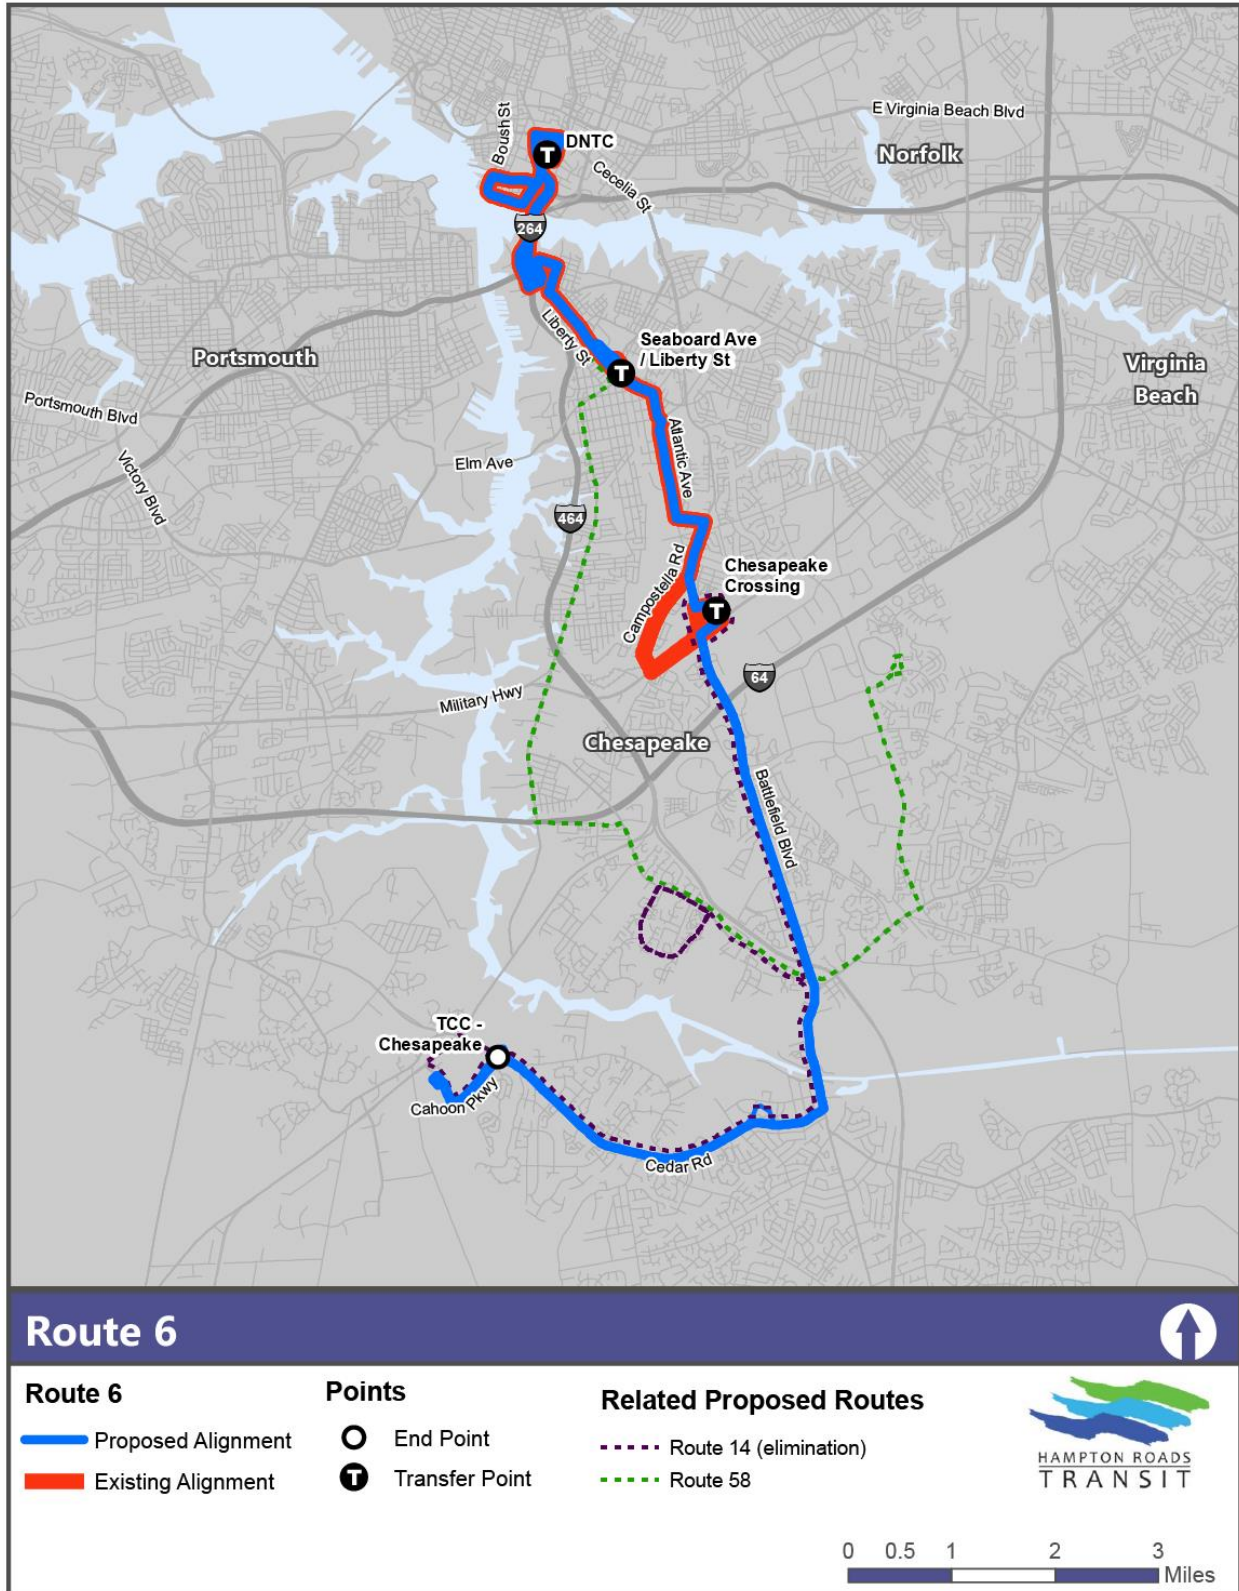 E Virginia Beach Blvd
Boush St
DNTC
T
Norfolk
Cecelia St
264
Liberty St
Seaboard Ave
/ Liberty St
T
Portsmouth
Virginia
Beach
Portsmouth Blvd
Atlantic Ave
Victory Blvd
Elm Ave
464
Campostella Rd
Chesapeake
Crossing
T
64
Military Hwy
Chesapeake
Battlefield Blvd
TCC -
Chesapeake
Cahoon Pkwy
Cedar Rd
Route 6
Route 6
Proposed Alignment
Existing Alignment
Points
End Point
T Transfer Point
Related Proposed Routes
Route 14 (elimination)
Route 58
HAMPTON ROADS
TRANSIT
0 0.5 1 2 3
Miles